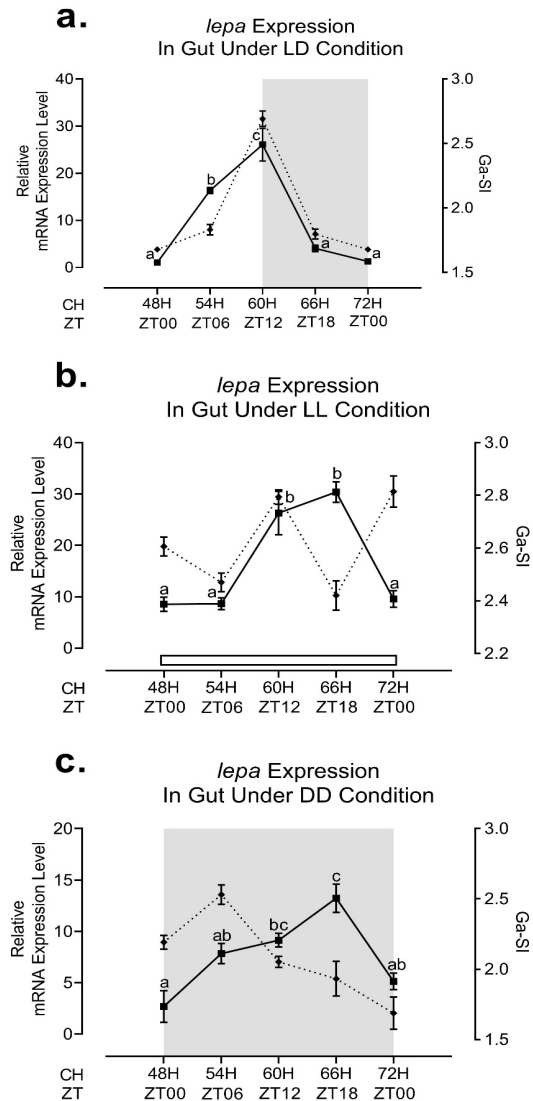 a.
lepa Expression
In Gut Under LD Condition
Relative
mRNA Expression Level
40
30
20
10
0
3.0
2.5
2.0
1.5
Ga-SI
a
b
c
a
a
CH 48H 54H 60H 66H 72H
ZT ZT00 ZT06 ZT12 ZT18 ZT00
b.
lepa Expression
In Gut Under LL Condition
Relative
mRNA Expression Level
40
30
20
10
0
3.0
2.8
2.6
2.4
2.2
Ga-SI
a
a
b
b
a
CH 48H 54H 60H 66H 72H
ZT ZT00 ZT06 ZT12 ZT18 ZT00
c.
lepa Expression
In Gut Under DD Condition
Relative
mRNA Expression Level
20
15
10
5
0
3.0
2.5
2.0
1.5
Ga-SI
a
ab
bc
c
ab
CH 48H 54H 60H 66H 72H
ZT ZT00 ZT06 ZT12 ZT18 ZT00